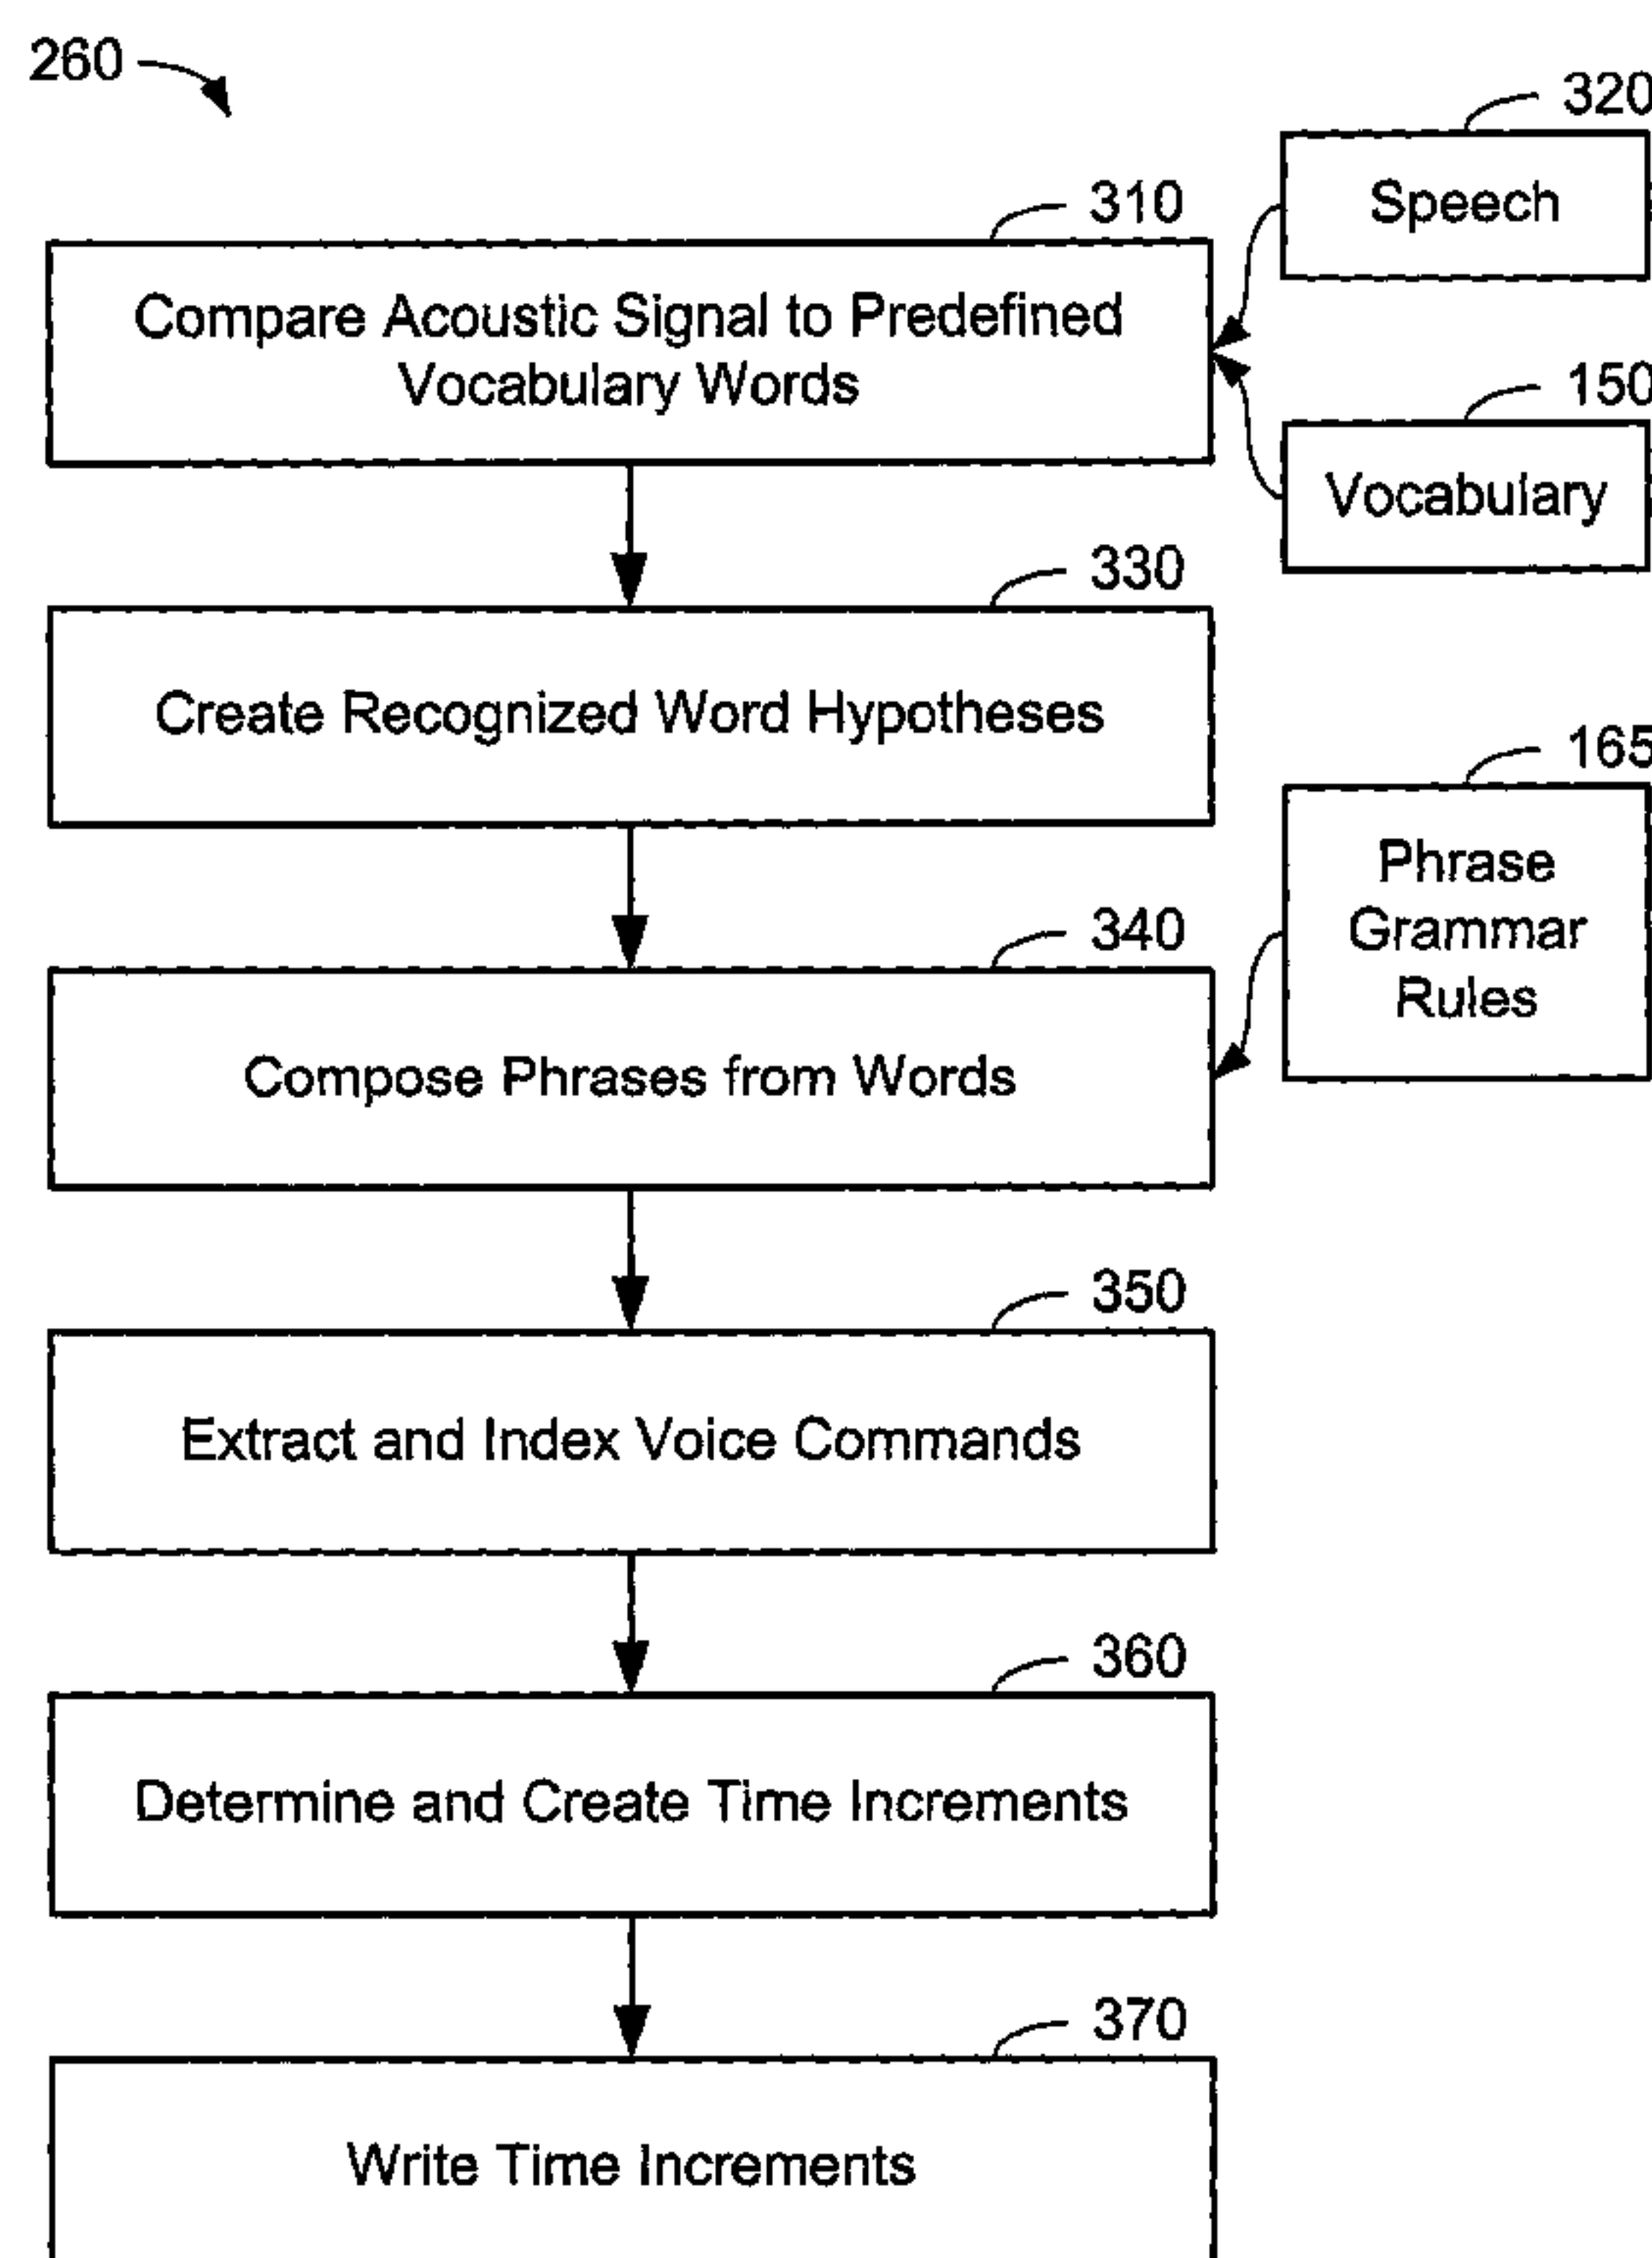 260
320
Speech
310
Compare Acoustic Signal to Predefined
Vocabulary Words
150
Vocabulary
330
Create Recognized Word Hypotheses
165
Phrase
Grammar
Rules
340
Compose Phrases from Words
350
Extract and Index Voice Commands
360
Determine and Create Time Increments
370
Write Time Increments